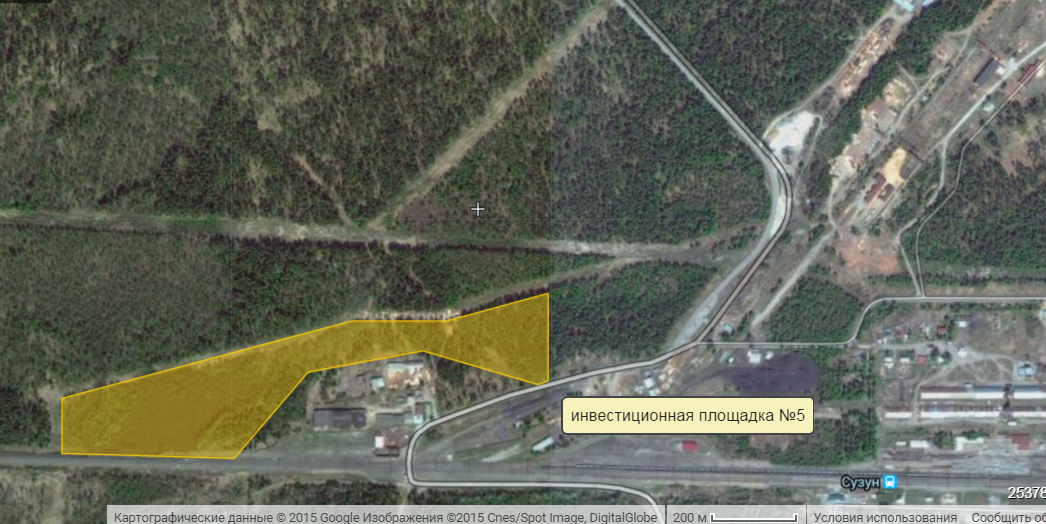 инвестиционная площадка №5
Сузун
25378
Картографические данные © 2015 Google Изображения ©2015 Cnes/Spot Image, DigitalGlobe 200 м Условия использования Сообщить об